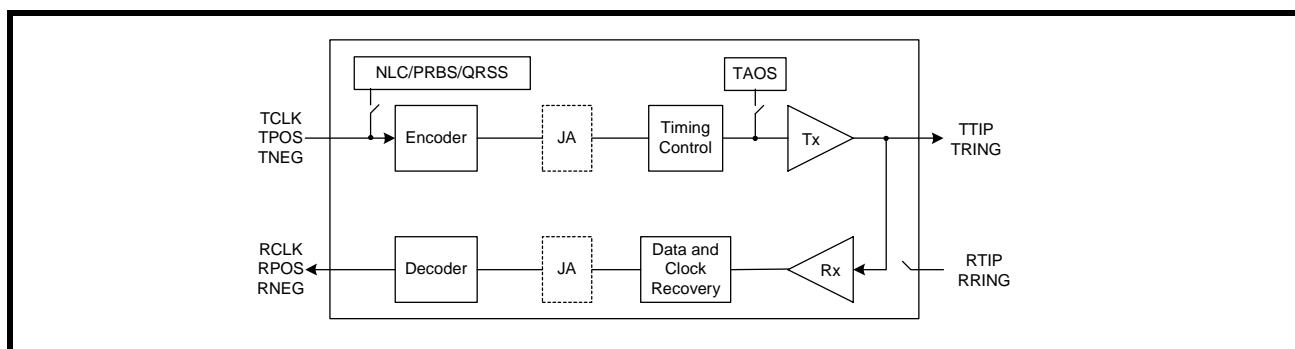 NLC/PRBS/QRSS
TAOS
TCLK
TPOS
TNEG
Encoder
JA
Timing
Control
Tx
TTIP
TRING
RCLK
RPOS
RNEG
Decoder
JA
Data and
Clock
Recovery
Rx
RTIP
RRING